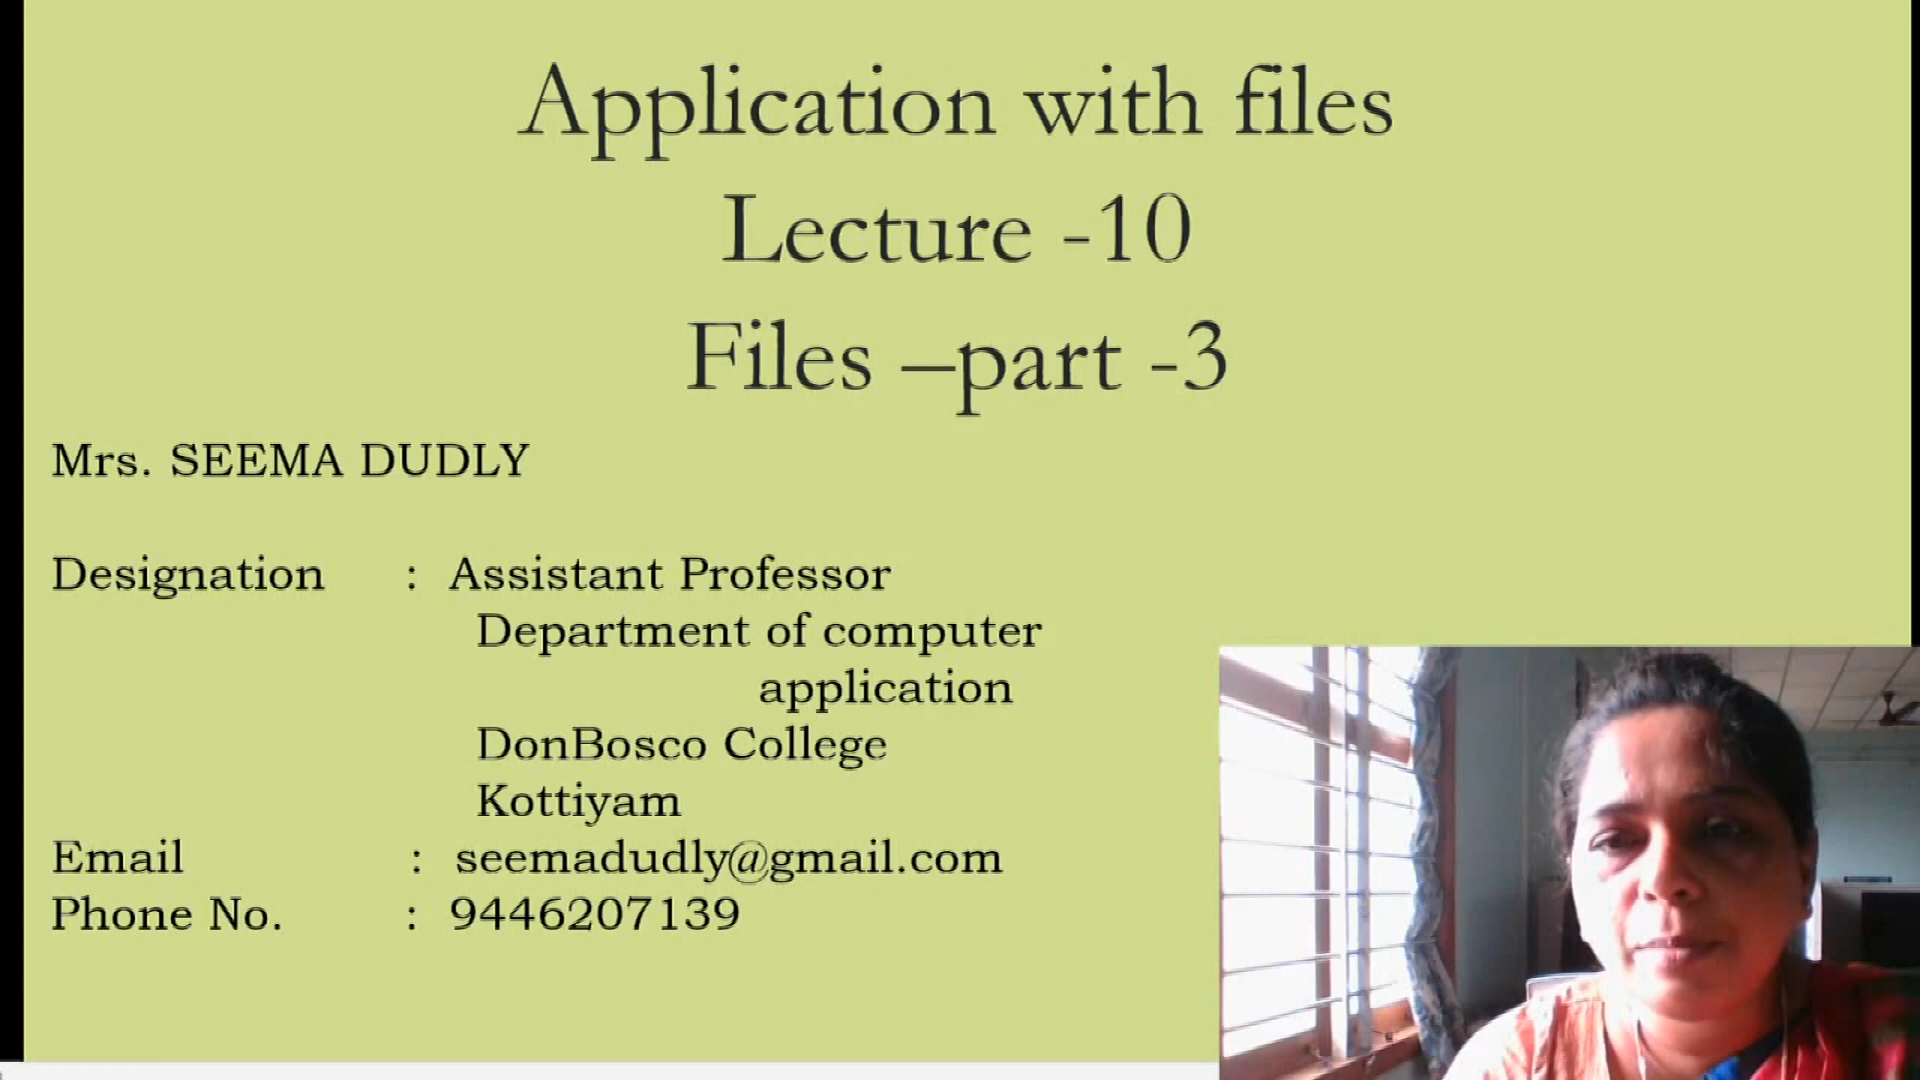 Application with files
Lecture -10
Files –part -3
Mrs. SEEMA DUDLY
Designation : Assistant Professor
Department of computer
application
DonBosco College
Kottiyam
Email : seemadudly@gmail.com
Phone No. : 9446207139